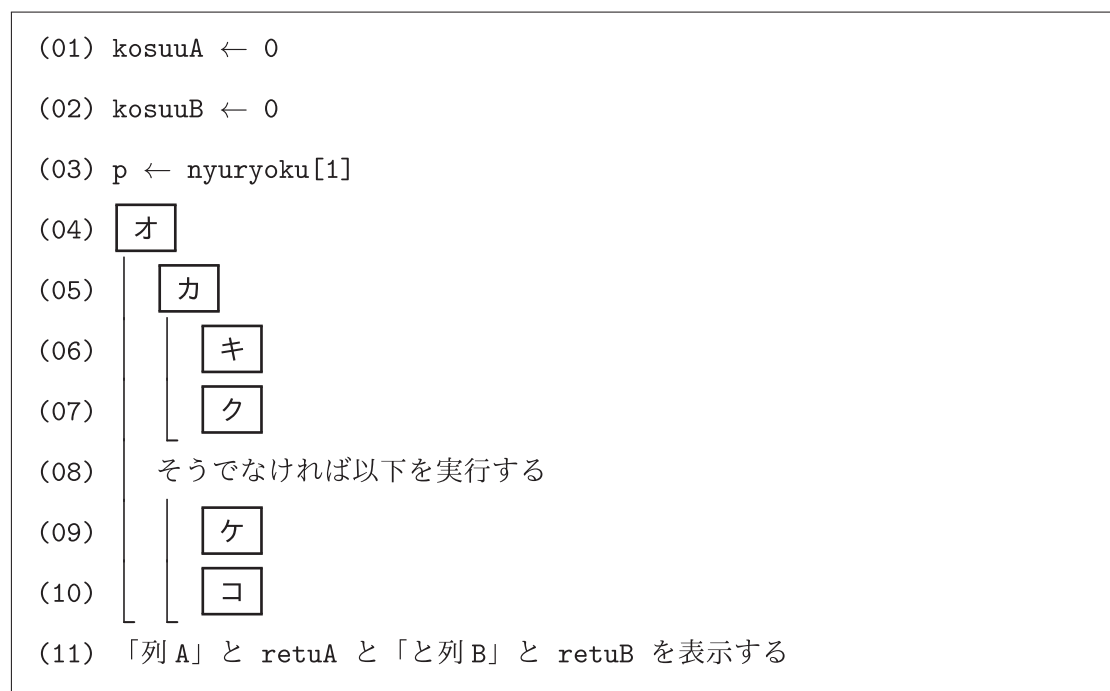 (01) kosuuA ← 0
(02) kosuuB ← 0
(03) p ← nyuryoku[1]
(04) オ
(05) カ
(06) キ
(07) ク
(08) そうでなければ以下を実行する
(09) ケ
(10) コ
(11) 「列A」と retuA と「と列B」と retuB を表示する